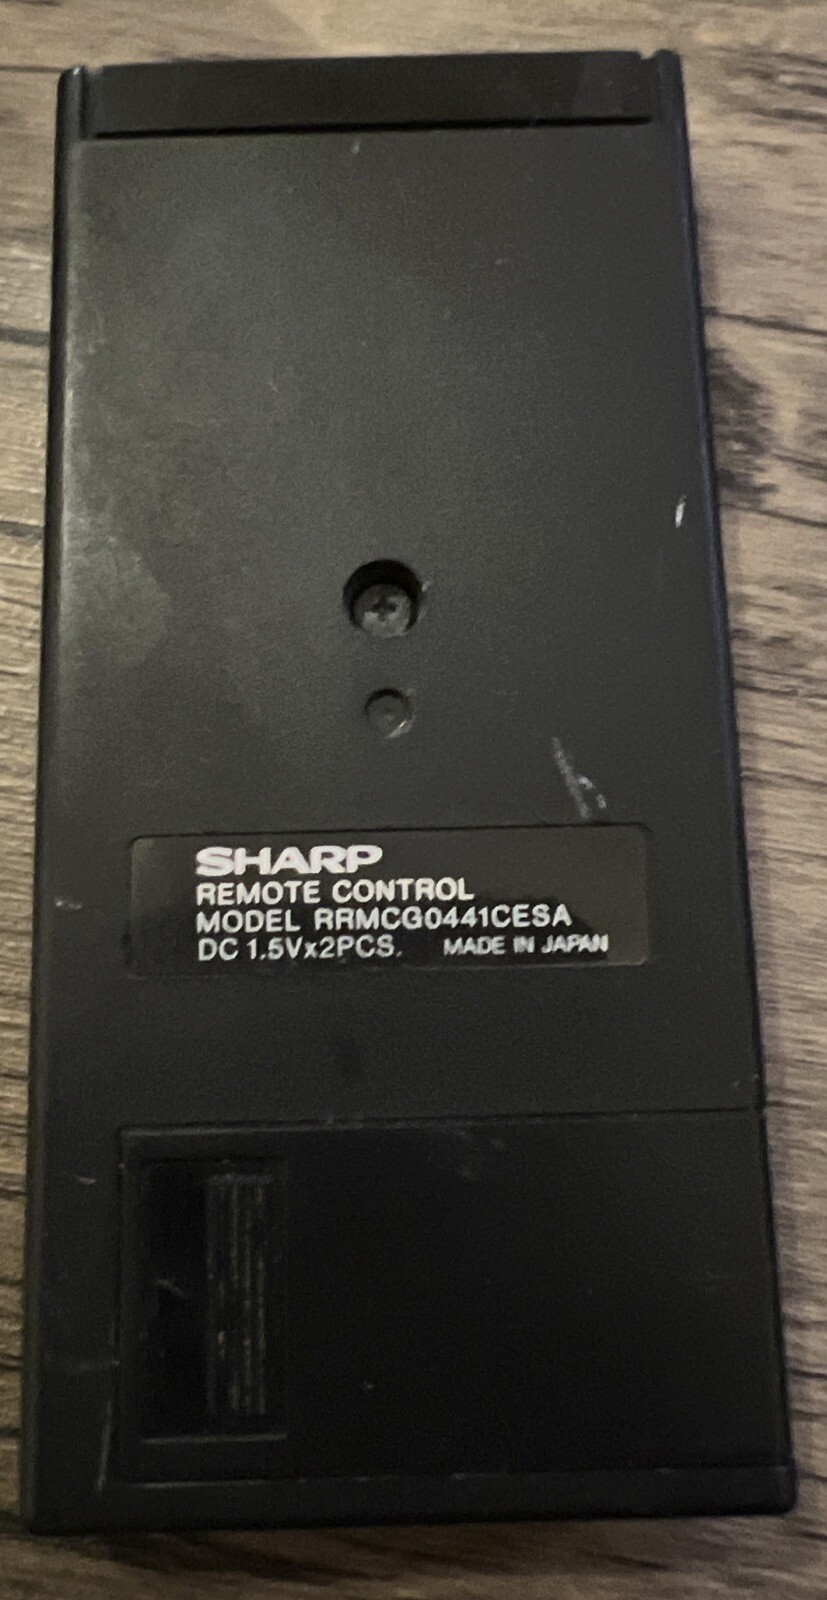 SHARP
REMOTE CONTROL
MODEL RRMCG0441CESA
DC 1.5Vx2PCS. MADE IN JAPAN